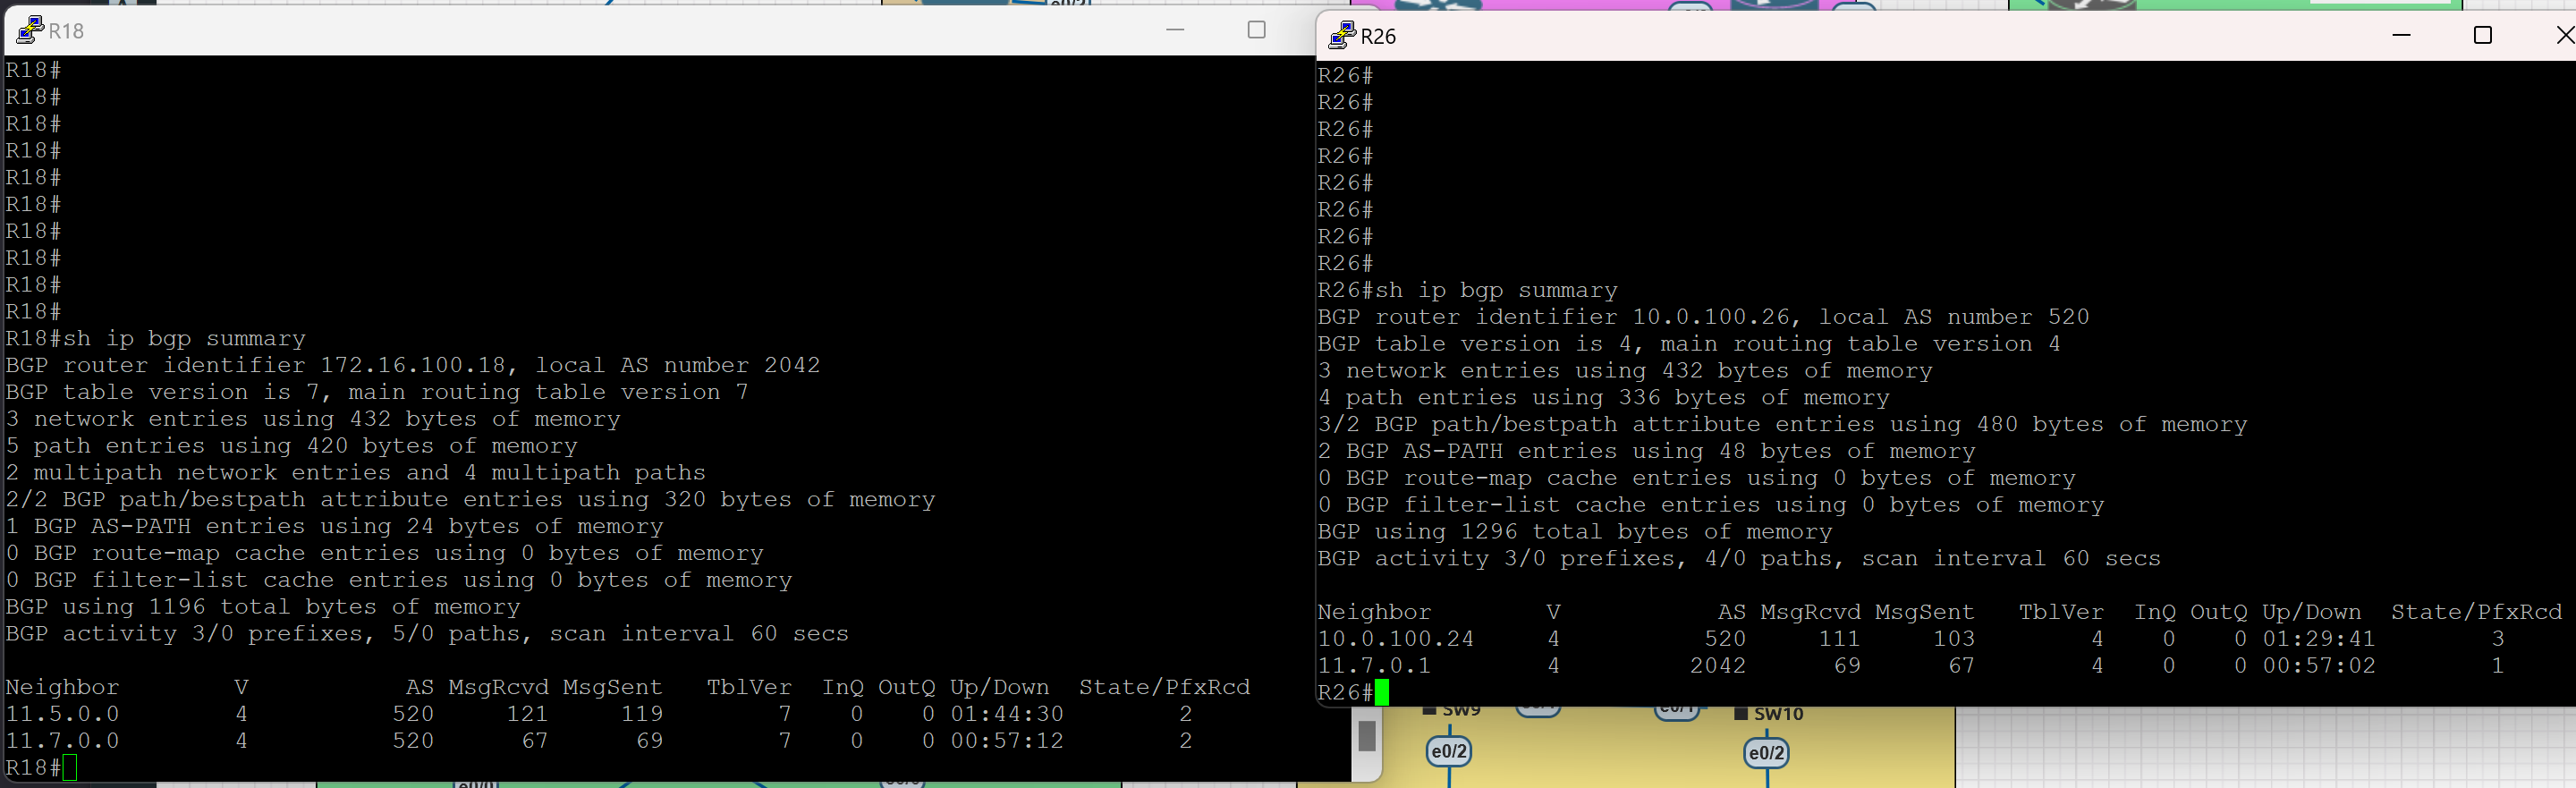 R18
R18#
R18#
R18#
R18#
R18#
R18#
R18#
R18#
R18#
R18#
R18#sh ip bgp summary
BGP router identifier 172.16.100.18, local AS number 2042
BGP table version is 7, main routing table version 7
3 network entries using 432 bytes of memory
5 path entries using 420 bytes of memory
2 multipath network entries and 4 multipath paths
2/2 BGP path/bestpath attribute entries using 320 bytes of memory
1 BGP AS-PATH entries using 24 bytes of memory
0 BGP route-map cache entries using 0 bytes of memory
0 BGP filter-list cache entries using 0 bytes of memory
BGP using 1196 total bytes of memory
BGP activity 3/0 prefixes, 5/0 paths, scan interval 60 secs
Neighbor V AS MsgRcvd MsgSent TblVer InQ OutQ Up/Down State/PfxRcd
11.5.0.0 4 520 121 119 7 0 0 01:44:30 2
11.7.0.0 4 520 67 69 7 0 0 00:57:12 2
R18#
R26
R26#
R26#
R26#
R26#
R26#
R26#
R26#
R26#
R26#sh ip bgp summary
BGP router identifier 10.0.100.26, local AS number 520
BGP table version is 4, main routing table version 4
3 network entries using 432 bytes of memory
4 path entries using 336 bytes of memory
3/2 BGP path/bestpath attribute entries using 480 bytes of memory
2 BGP AS-PATH entries using 48 bytes of memory
0 BGP route-map cache entries using 0 bytes of memory
0 BGP filter-list cache entries using 0 bytes of memory
BGP using 1296 total bytes of memory
BGP activity 3/0 prefixes, 4/0 paths, scan interval 60 secs
Neighbor V AS MsgRcvd MsgSent TblVer InQ OutQ Up/Down State/PfxRcd
10.0.100.24 4 520 111 103 4 0 0 01:29:41 3
11.7.0.1 4 2042 69 67 4 0 0 00:57:02 1
R26#
e0/2
SW9
SW10
e0/2
e0/2